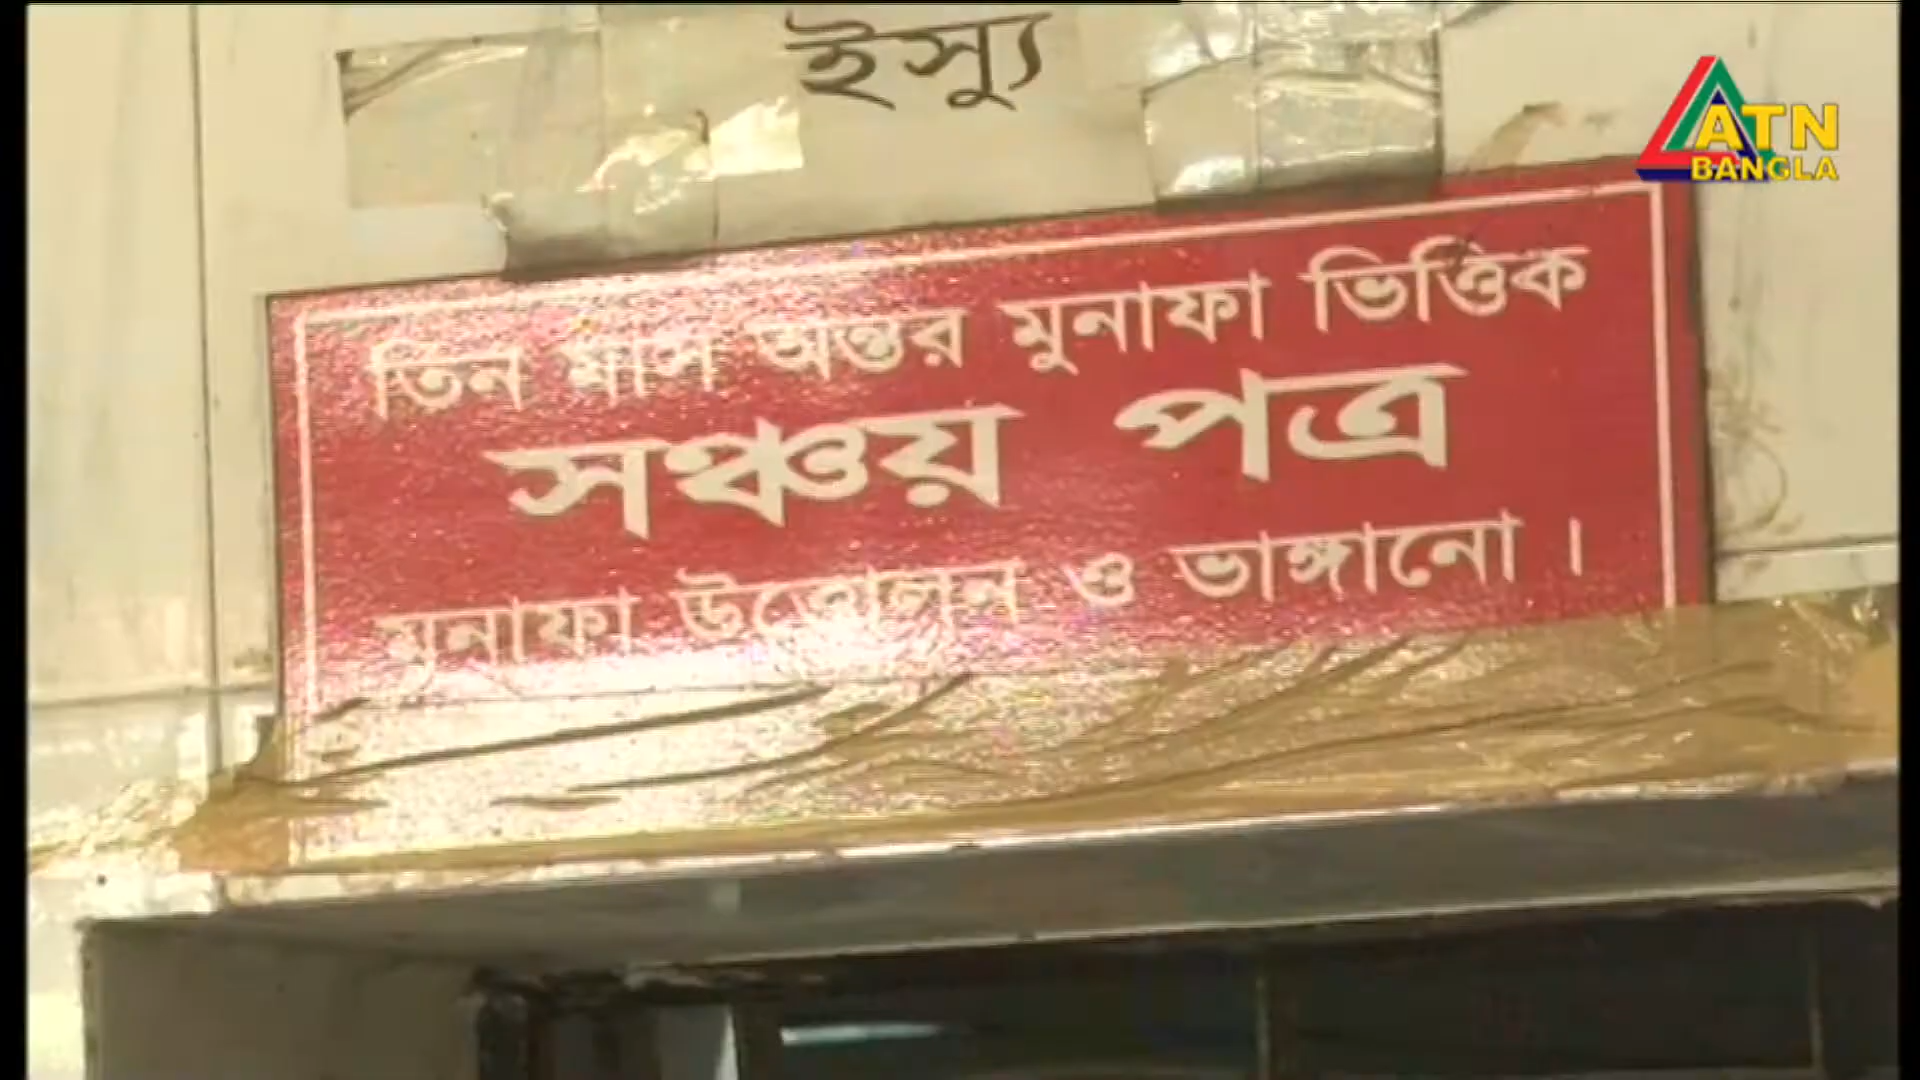 ইস্যু
ATN
BANGLA
তিন মাস অন্তর মুনাফা ভিত্তিক
সঞ্চয় পত্র
মুনাফা উত্তোলন ও ভাঙ্গানো ।